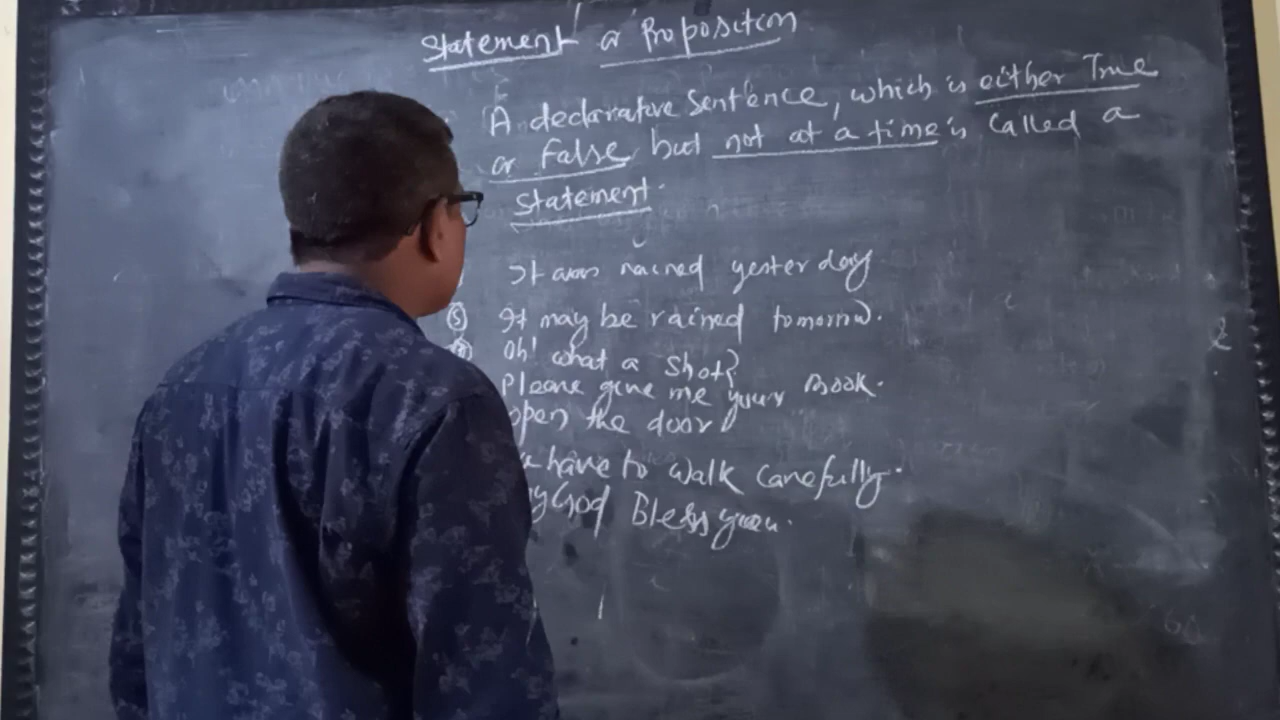 Statement or Proposition
A declarative Sentence, which is either True
or False, but not at a time is called a
statement.
It was rained yesterday
(5) It may be rained tomorrow.
Oh! what a shot?
Please give me your Book.
open the door
have to walk carefully.
God Bless you.